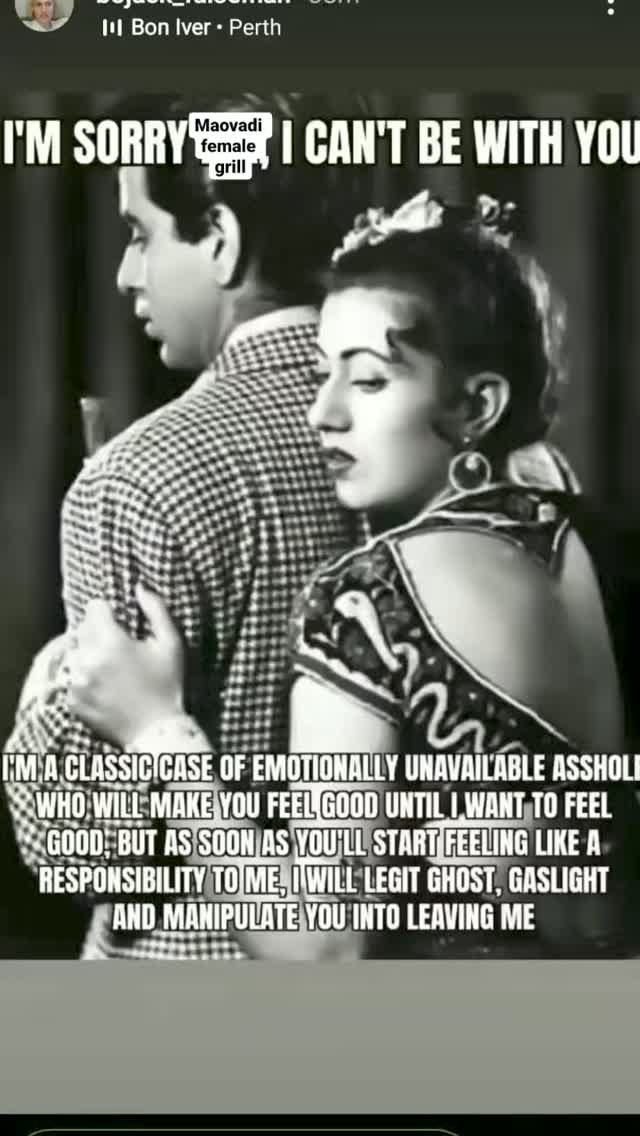 Bon Iver • Perth
I'M SORRY Maovadi female grill, I CAN'T BE WITH YOU
I'M A CLASSIC CASE OF EMOTIONALLY UNAVAILABLE ASSHOL
WHO WILL MAKE YOU FEEL GOOD UNTIL I WANT TO FEEL
GOOD, BUT AS SOON AS YOU'LL START FEELING LIKE A
RESPONSIBILITY TO ME, I WILL LEGIT GHOST, GASLIGHT
AND MANIPULATE YOU INTO LEAVING ME